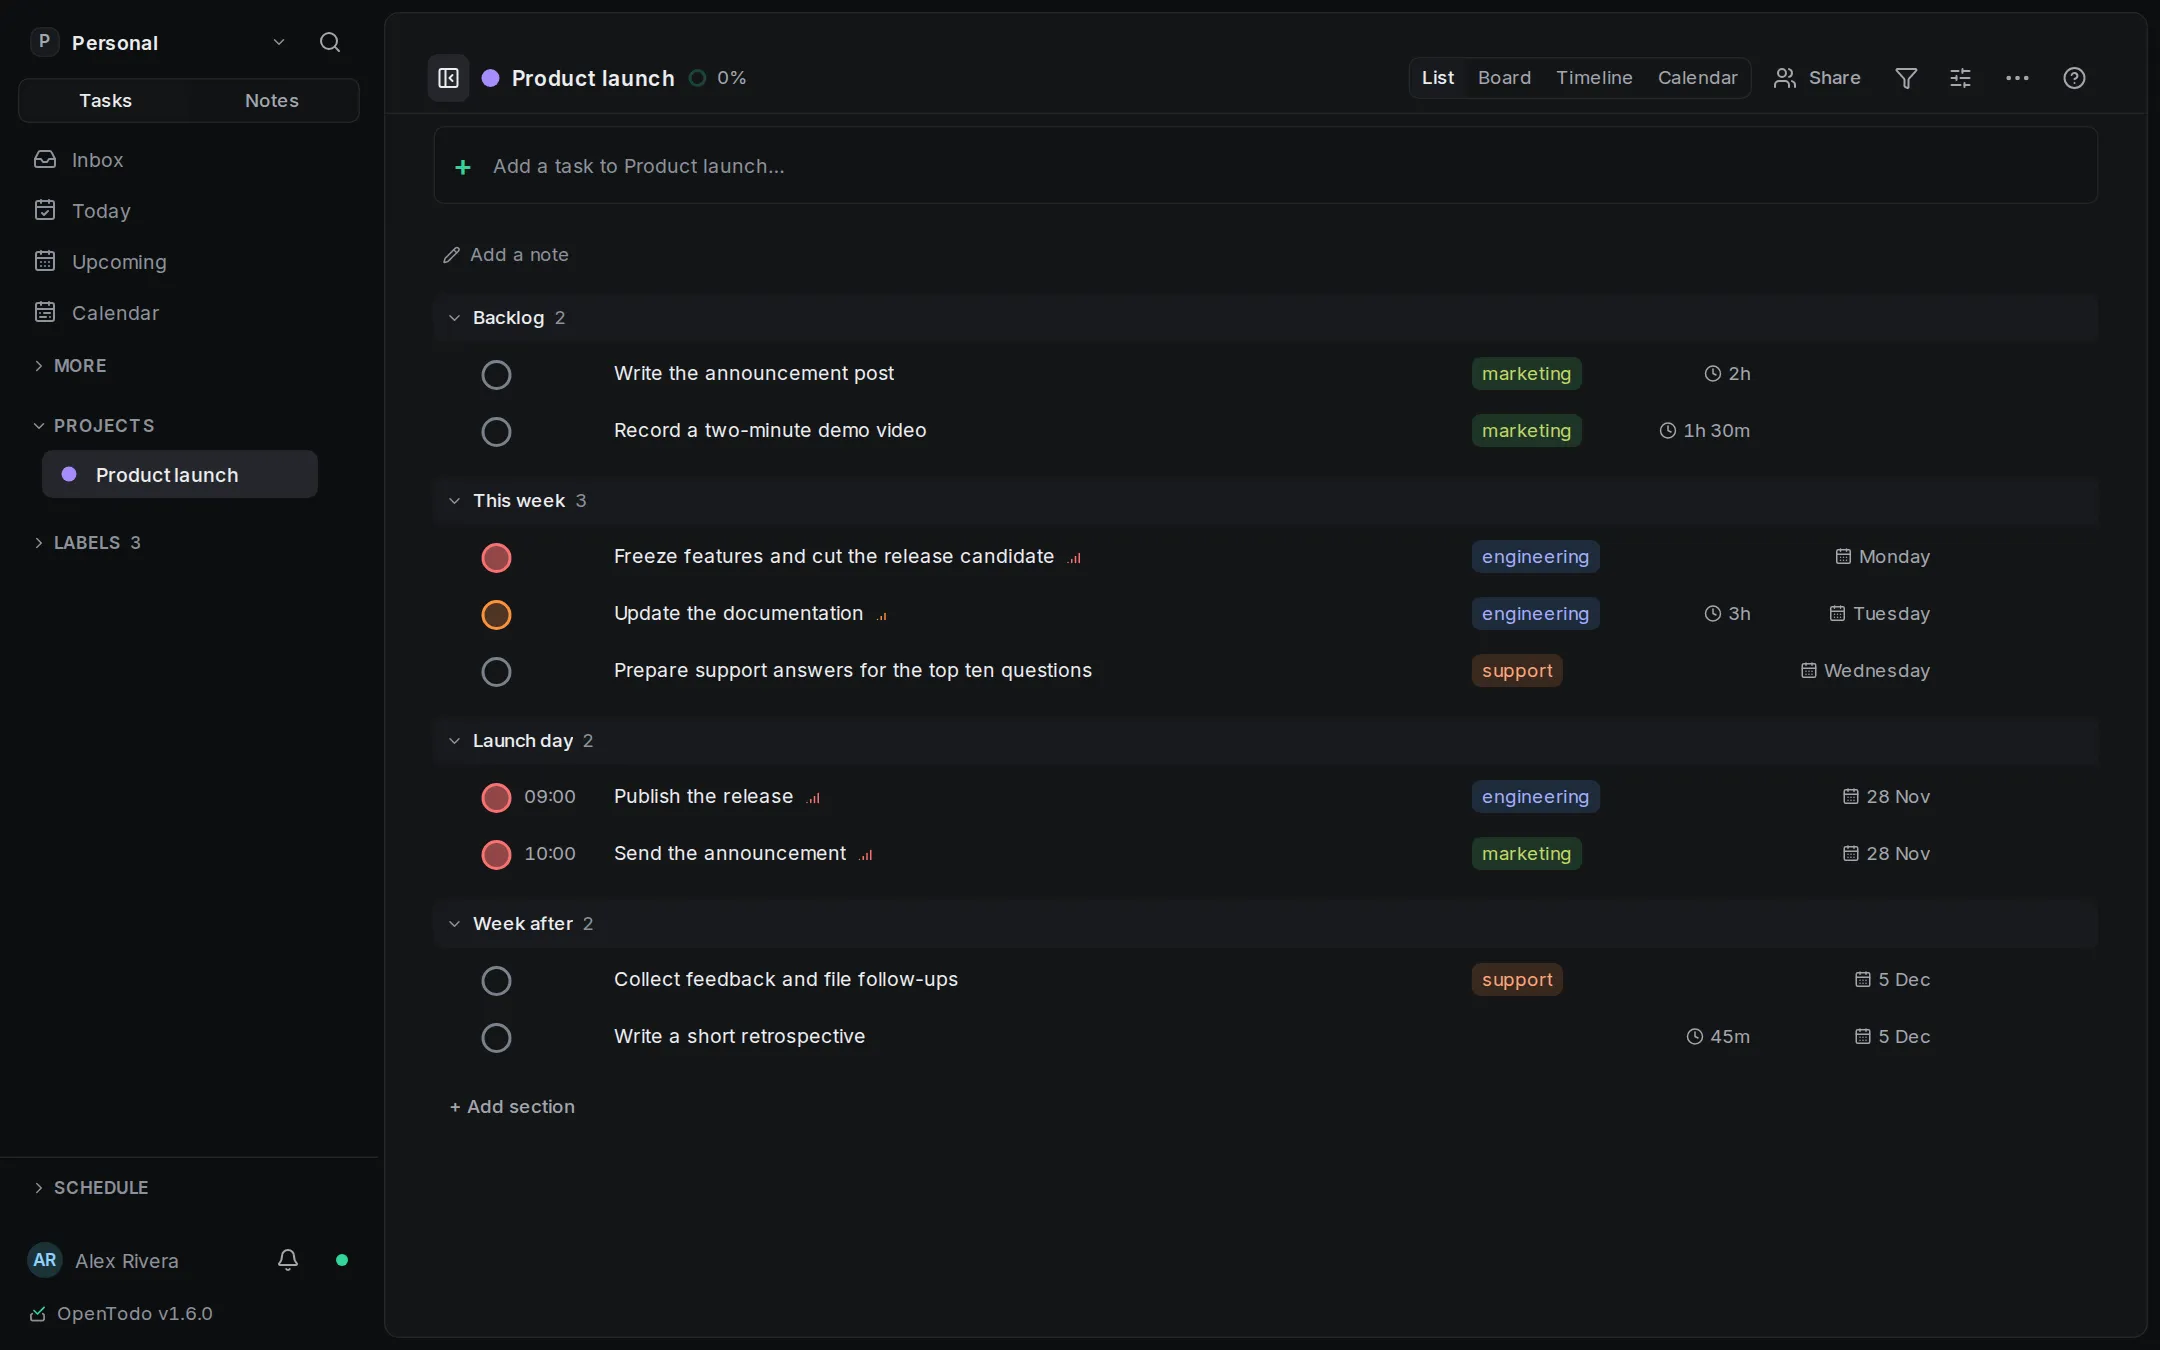 P Personal
Tasks Notes
Inbox
Today
Upcoming
Calendar
MORE
PROJECTS
Product launch
LABELS 3
SCHEDULE
AR Alex Rivera
OpenTodo v1.6.0
Product launch 0%
List Board Timeline Calendar Share
+ Add a task to Product launch...
Add a note
Backlog 2
Write the announcement post marketing 2h
Record a two-minute demo video marketing 1h 30m
This week 3
Freeze features and cut the release candidate engineering Monday
Update the documentation engineering 3h Tuesday
Prepare support answers for the top ten questions support Wednesday
Launch day 2
09:00 Publish the release engineering 28 Nov
10:00 Send the announcement marketing 28 Nov
Week after 2
Collect feedback and file follow-ups support 5 Dec
Write a short retrospective 45m 5 Dec
+ Add section